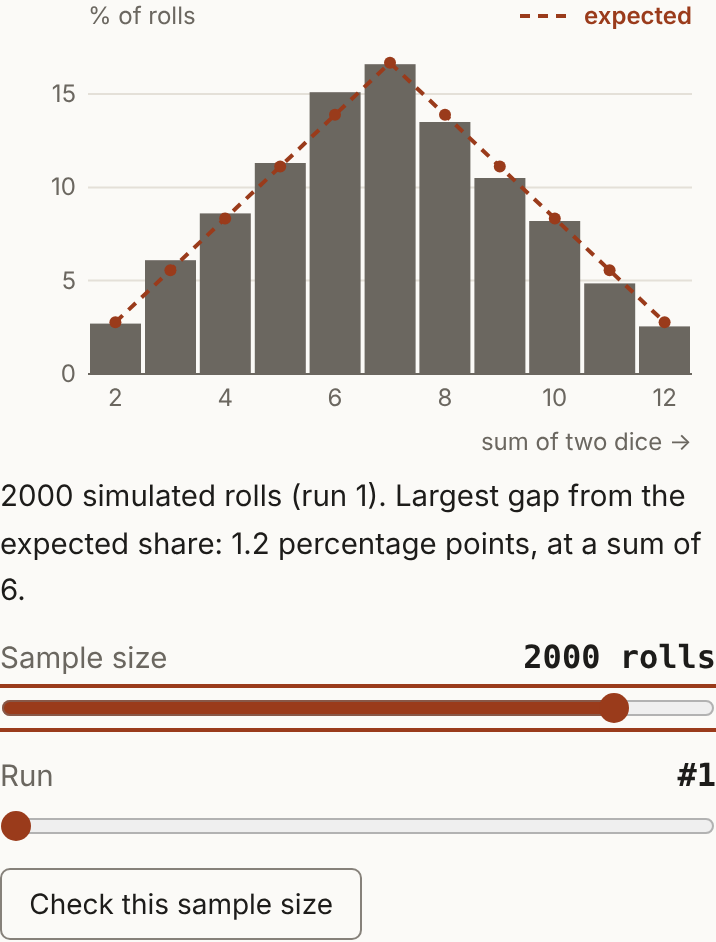 % of rolls
expected
15
10
5
0
2 4 6 8 10 12
sum of two dice →
2000 simulated rolls (run 1). Largest gap from the
expected share: 1.2 percentage points, at a sum of
6.
Sample size 2000 rolls
Run #1
Check this sample size